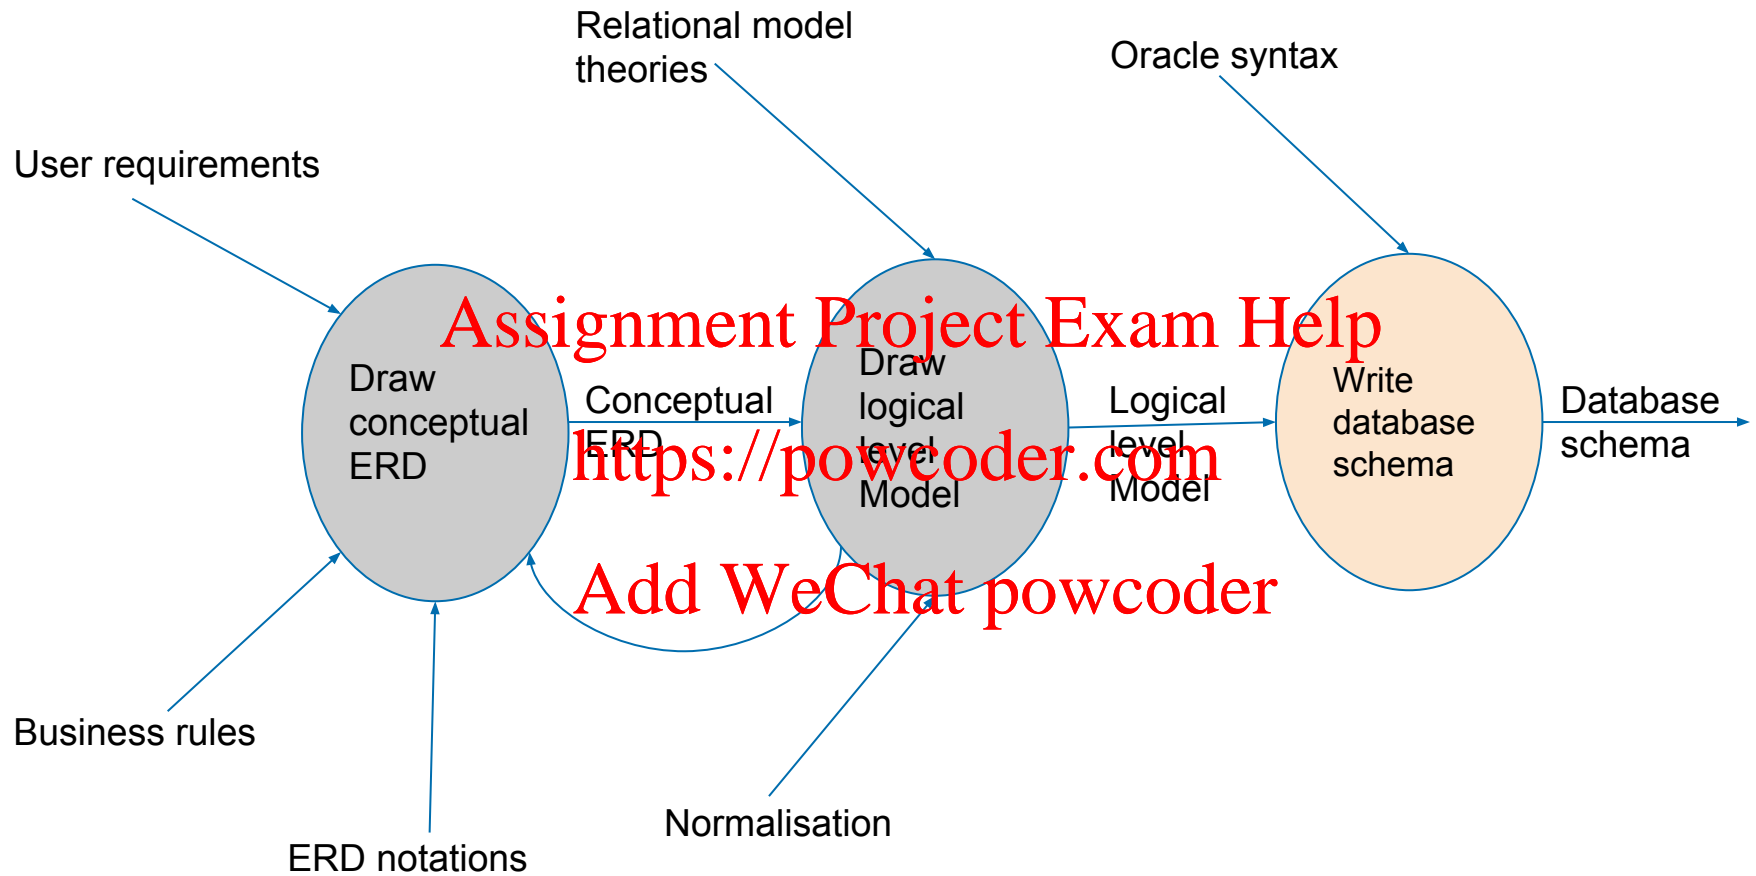 Relational model
theories
Oracle syntax
User requirements
Assignment Project Exam Help
Draw
conceptual
ERD
Conceptual
ERD
Draw
logical
level
Model
Logical
level
Model
Write
database
schema
Database
schema
https://powcoder.com
Add WeChat powcoder
Business rules
Normalisation
ERD notations